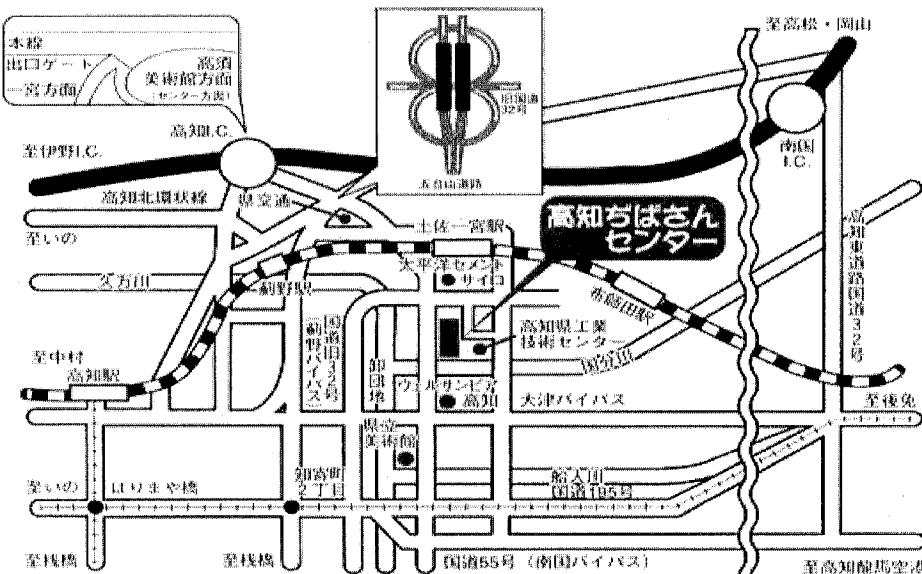 本線
出口ゲート
一宮方面
高須
美術館方面
(センター方面)
旧国道
32号
五台山道路
至高松・岡山
南国
I.C.
高知I.C.
至伊野I.C.
高知北環状線
県交通
至いの
久万川
薊野駅
土佐一宮駅
太平洋セメント
サイロ
高知ぢばさん
センター
布師田駅
高知東道路国道32号
高知県工業
技術センター
国分川
国道旧32号
(薊野バイパス)
卸団地
至中村
高知駅
ウェルサンピア
高知
大津バイパス
至後免
県立
美術館
知寄町
2丁目
船入川
国道195号
至いの
はりまや橋
至桟橋
至桟橋
国道55号 (南国バイパス)
至高知龍馬空港